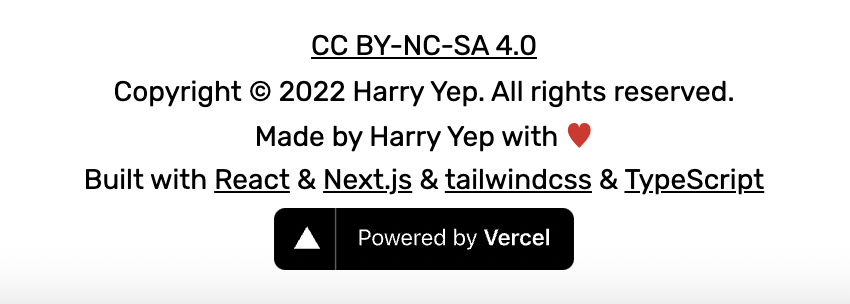 CC BY-NC-SA 4.0
Copyright © 2022 Harry Yep. All rights reserved.
Made by Harry Yep with ♥
Built with React & Next.js & tailwindcss & TypeScript
Powered by Vercel